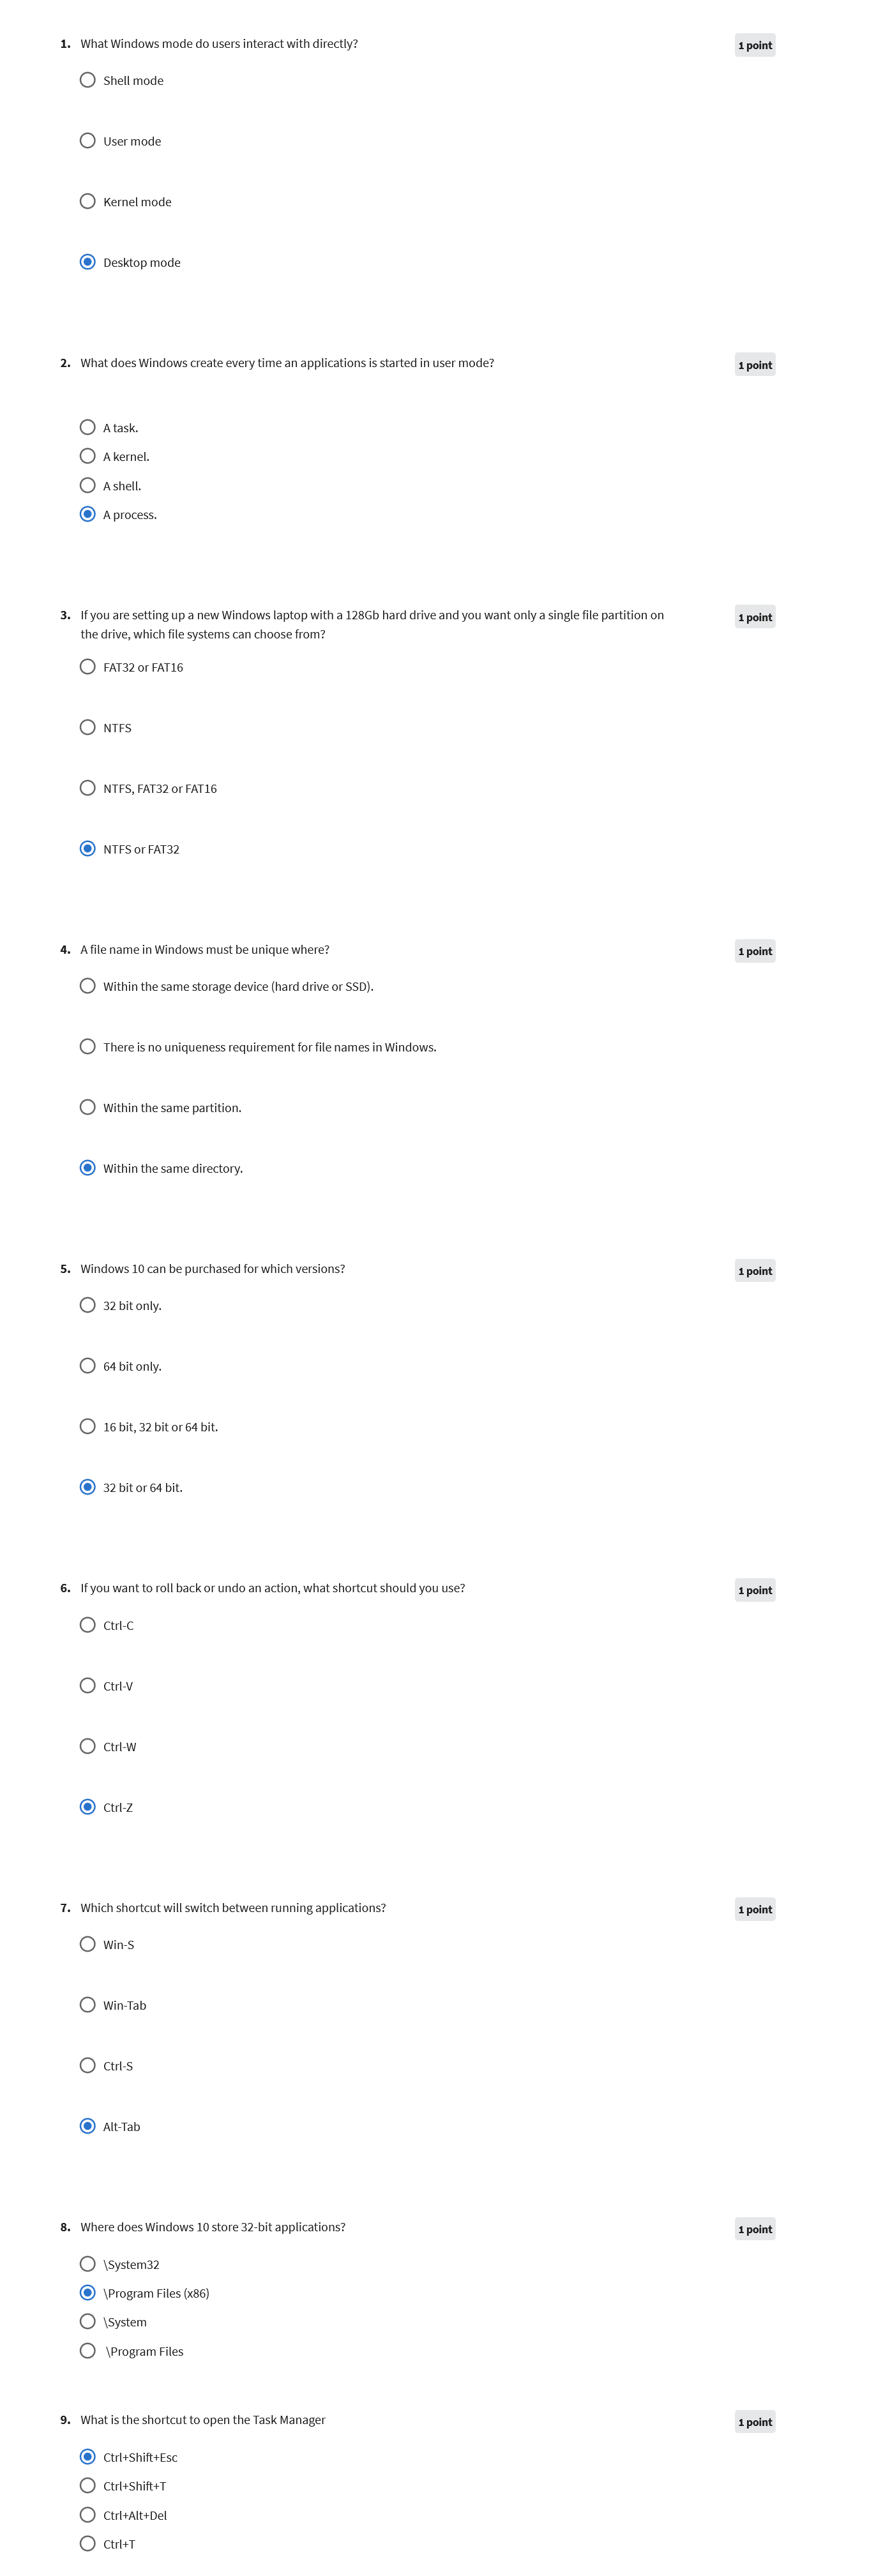 1. What Windows mode do users interact with directly? 1 point
Shell mode
User mode
Kernel mode
Desktop mode
2. What does Windows create every time an applications is started in user mode? 1 point
A task.
A kernel.
A shell.
A process.
3. If you are setting up a new Windows laptop with a 128Gb hard drive and you want only a single file partition on 1 point
the drive, which file systems can choose from?
FAT32 or FAT16
NTFS
NTFS, FAT32 or FAT16
NTFS or FAT32
4. A file name in Windows must be unique where? 1 point
Within the same storage device (hard drive or SSD).
There is no uniqueness requirement for file names in Windows.
Within the same partition.
Within the same directory.
5. Windows 10 can be purchased for which versions? 1 point
32 bit only.
64 bit only.
16 bit, 32 bit or 64 bit.
32 bit or 64 bit.
6. If you want to roll back or undo an action, what shortcut should you use? 1 point
Ctrl-C
Ctrl-V
Ctrl-W
Ctrl-Z
7. Which shortcut will switch between running applications? 1 point
Win-S
Win-Tab
Ctrl-S
Alt-Tab
8. Where does Windows 10 store 32-bit applications? 1 point
\System32
\Program Files (x86)
\System
\Program Files
9. What is the shortcut to open the Task Manager 1 point
Ctrl+Shift+Esc
Ctrl+Shift+T
Ctrl+Alt+Del
Ctrl+T